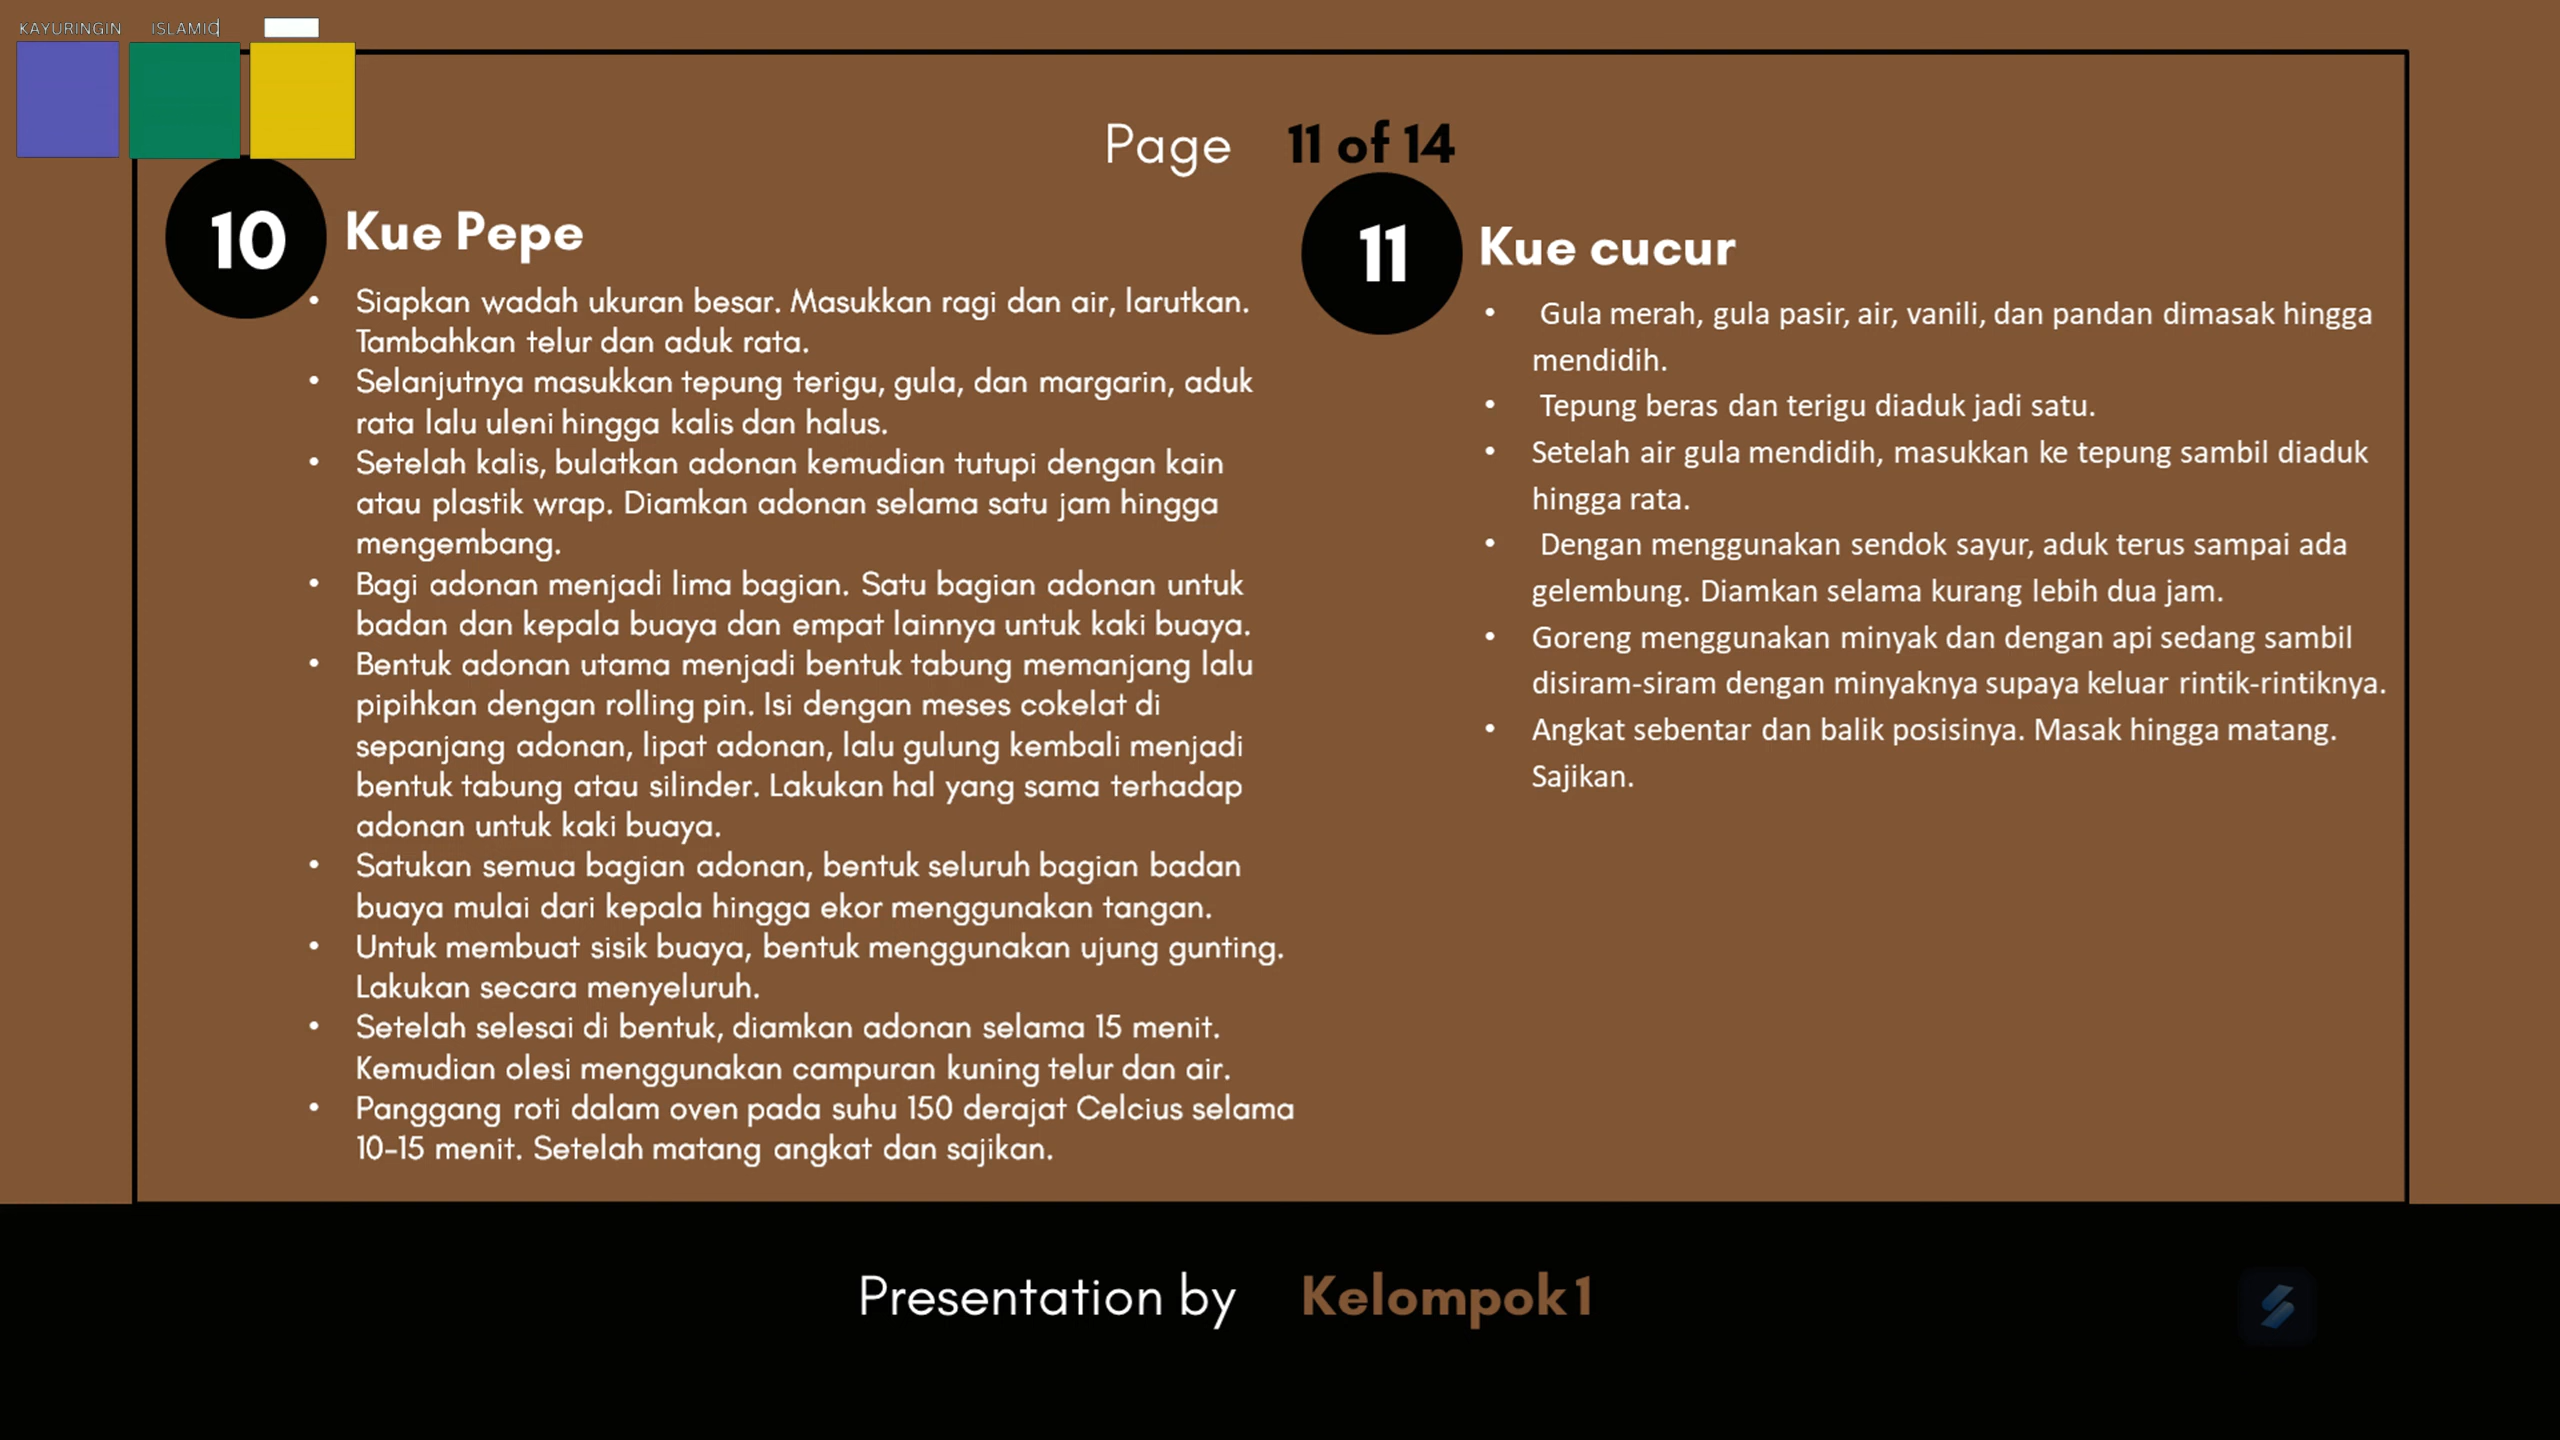 KAYURINGIN ISLAMIC
Page 11 of 14
10 Kue Pepe
• Siapkan wadah ukuran besar. Masukkan ragi dan air, larutkan.
Tambahkan telur dan aduk rata.
• Selanjutnya masukkan tepung terigu, gula, dan margarin, aduk
rata lalu uleni hingga kalis dan halus.
• Setelah kalis, bulatkan adonan kemudian tutupi dengan kain
atau plastik wrap. Diamkan adonan selama satu jam hingga
mengembang.
• Bagi adonan menjadi lima bagian. Satu bagian adonan untuk
badan dan kepala buaya dan empat lainnya untuk kaki buaya.
• Bentuk adonan utama menjadi bentuk tabung memanjang lalu
pipihkan dengan rolling pin. Isi dengan meses cokelat di
sepanjang adonan, lipat adonan, lalu gulung kembali menjadi
bentuk tabung atau silinder. Lakukan hal yang sama terhadap
adonan untuk kaki buaya.
• Satukan semua bagian adonan, bentuk seluruh bagian badan
buaya mulai dari kepala hingga ekor menggunakan tangan.
• Untuk membuat sisik buaya, bentuk menggunakan ujung gunting.
Lakukan secara menyeluruh.
• Setelah selesai di bentuk, diamkan adonan selama 15 menit.
Kemudian olesi menggunakan campuran kuning telur dan air.
• Panggang roti dalam oven pada suhu 150 derajat Celcius selama
10-15 menit. Setelah matang angkat dan sajikan.
11 Kue cucur
• Gula merah, gula pasir, air, vanili, dan pandan dimasak hingga
mendidih.
• Tepung beras dan terigu diaduk jadi satu.
• Setelah air gula mendidih, masukkan ke tepung sambil diaduk
hingga rata.
• Dengan menggunakan sendok sayur, aduk terus sampai ada
gelembung. Diamkan selama kurang lebih dua jam.
• Goreng menggunakan minyak dan dengan api sedang sambil
disiram-siram dengan minyaknya supaya keluar rintik-rintiknya.
• Angkat sebentar dan balik posisinya. Masak hingga matang.
Sajikan.
Presentation by Kelompok 1